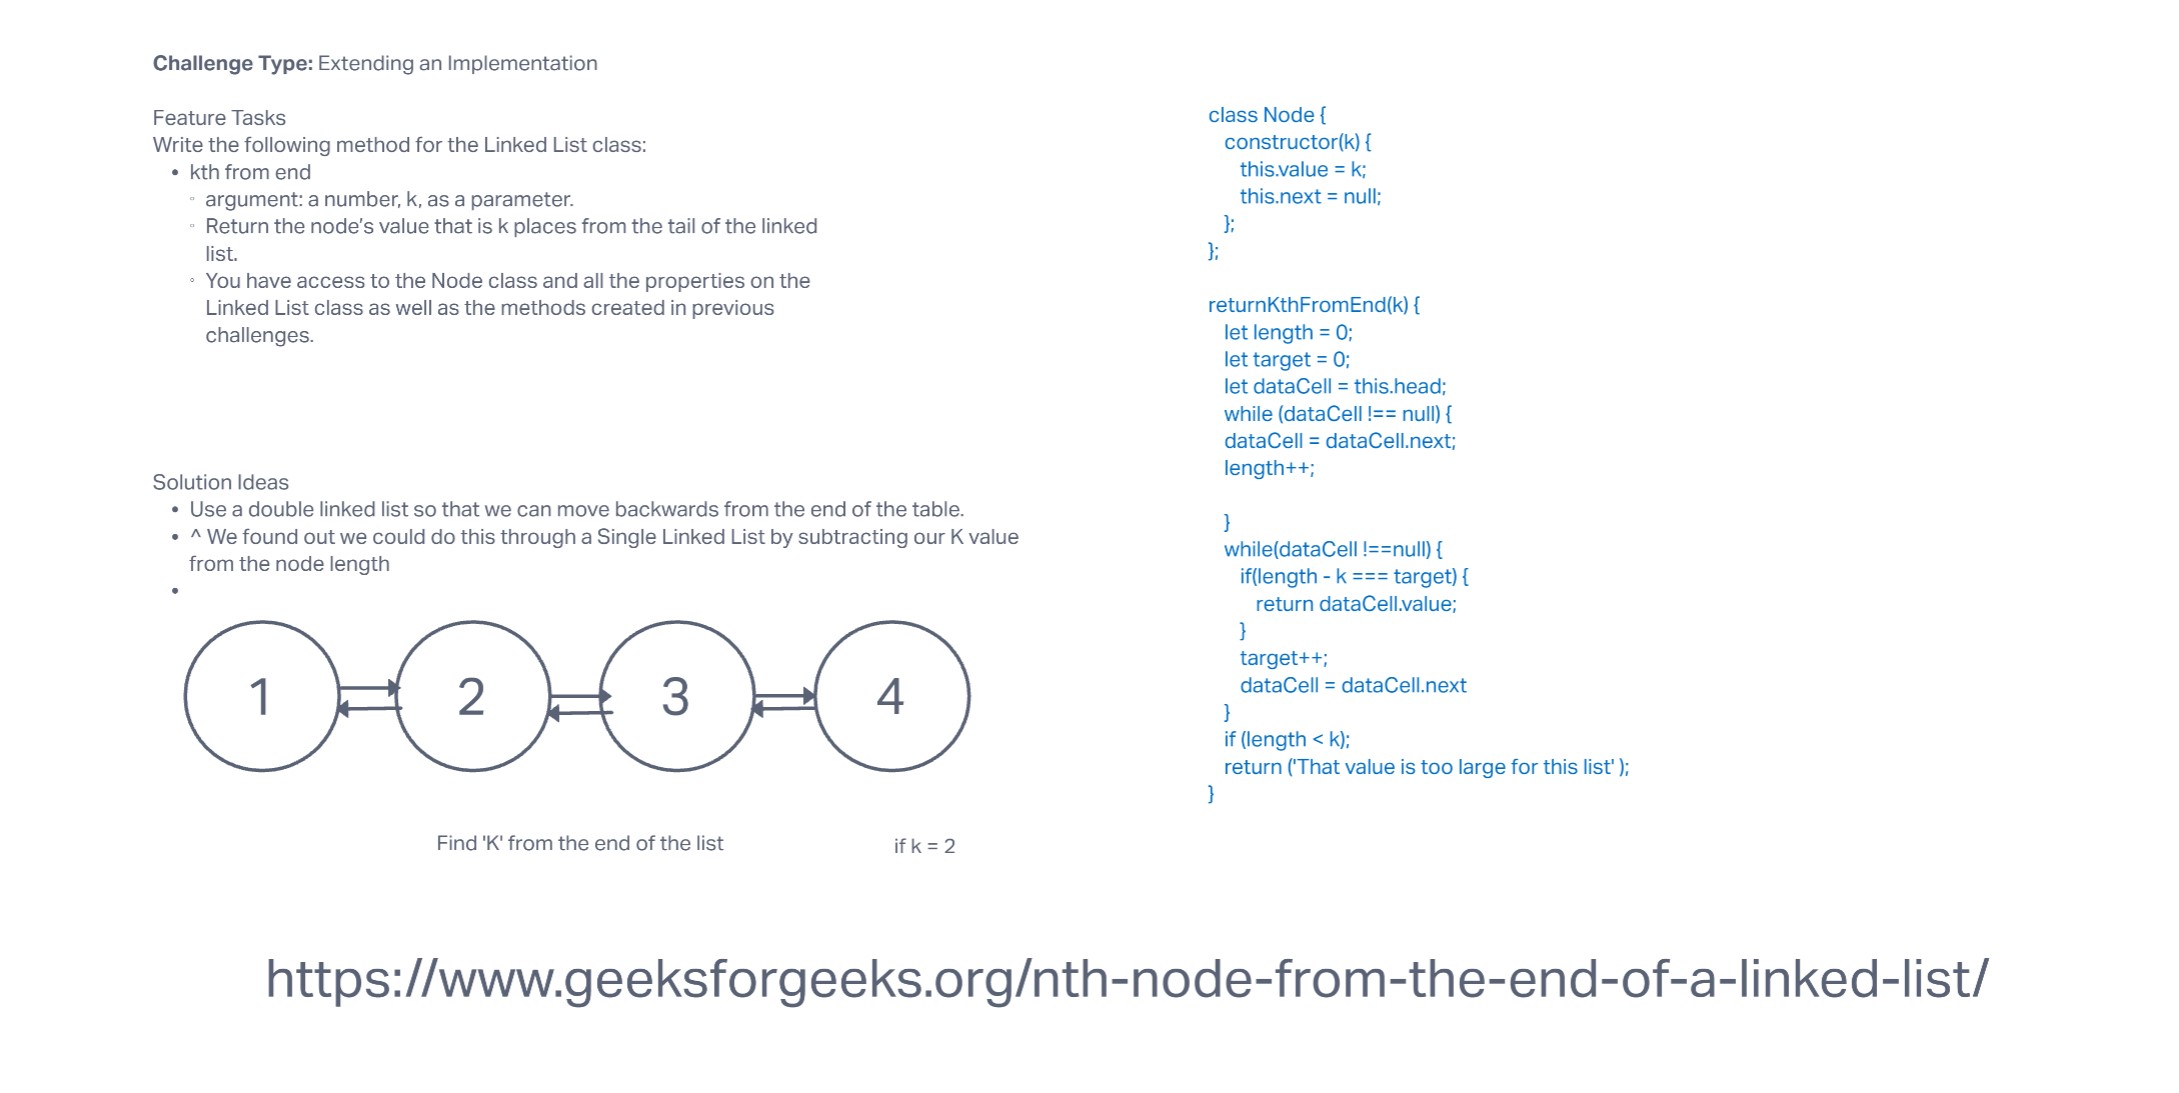 Challenge Type: Extending an Implementation
Feature Tasks
Write the following method for the Linked List class:
• kth from end
◦ argument: a number, k, as a parameter.
◦ Return the node's value that is k places from the tail of the linked
list.
◦ You have access to the Node class and all the properties on the
Linked List class as well as the methods created in previous
challenges.
Solution Ideas
• Use a double linked list so that we can move backwards from the end of the table.
• ^ We found out we could do this through a Single Linked List by subtracting our K value
from the node length
•
1 2 3 4
Find 'K' from the end of the list
if k = 2
class Node {
constructor(k) {
this.value = k;
this.next = null;
};
};
returnKthFromEnd(k) {
let length = 0;
let target = 0;
let dataCell = this.head;
while (dataCell !== null) {
dataCell = dataCell.next;
length++;
}
while(dataCell !==null) {
if(length - k === target) {
return dataCell.value;
}
target++;
dataCell = dataCell.next
}
if (length < k);
return ('That value is too large for this list' );
}
https://www.geeksforgeeks.org/nth-node-from-the-end-of-a-linked-list/